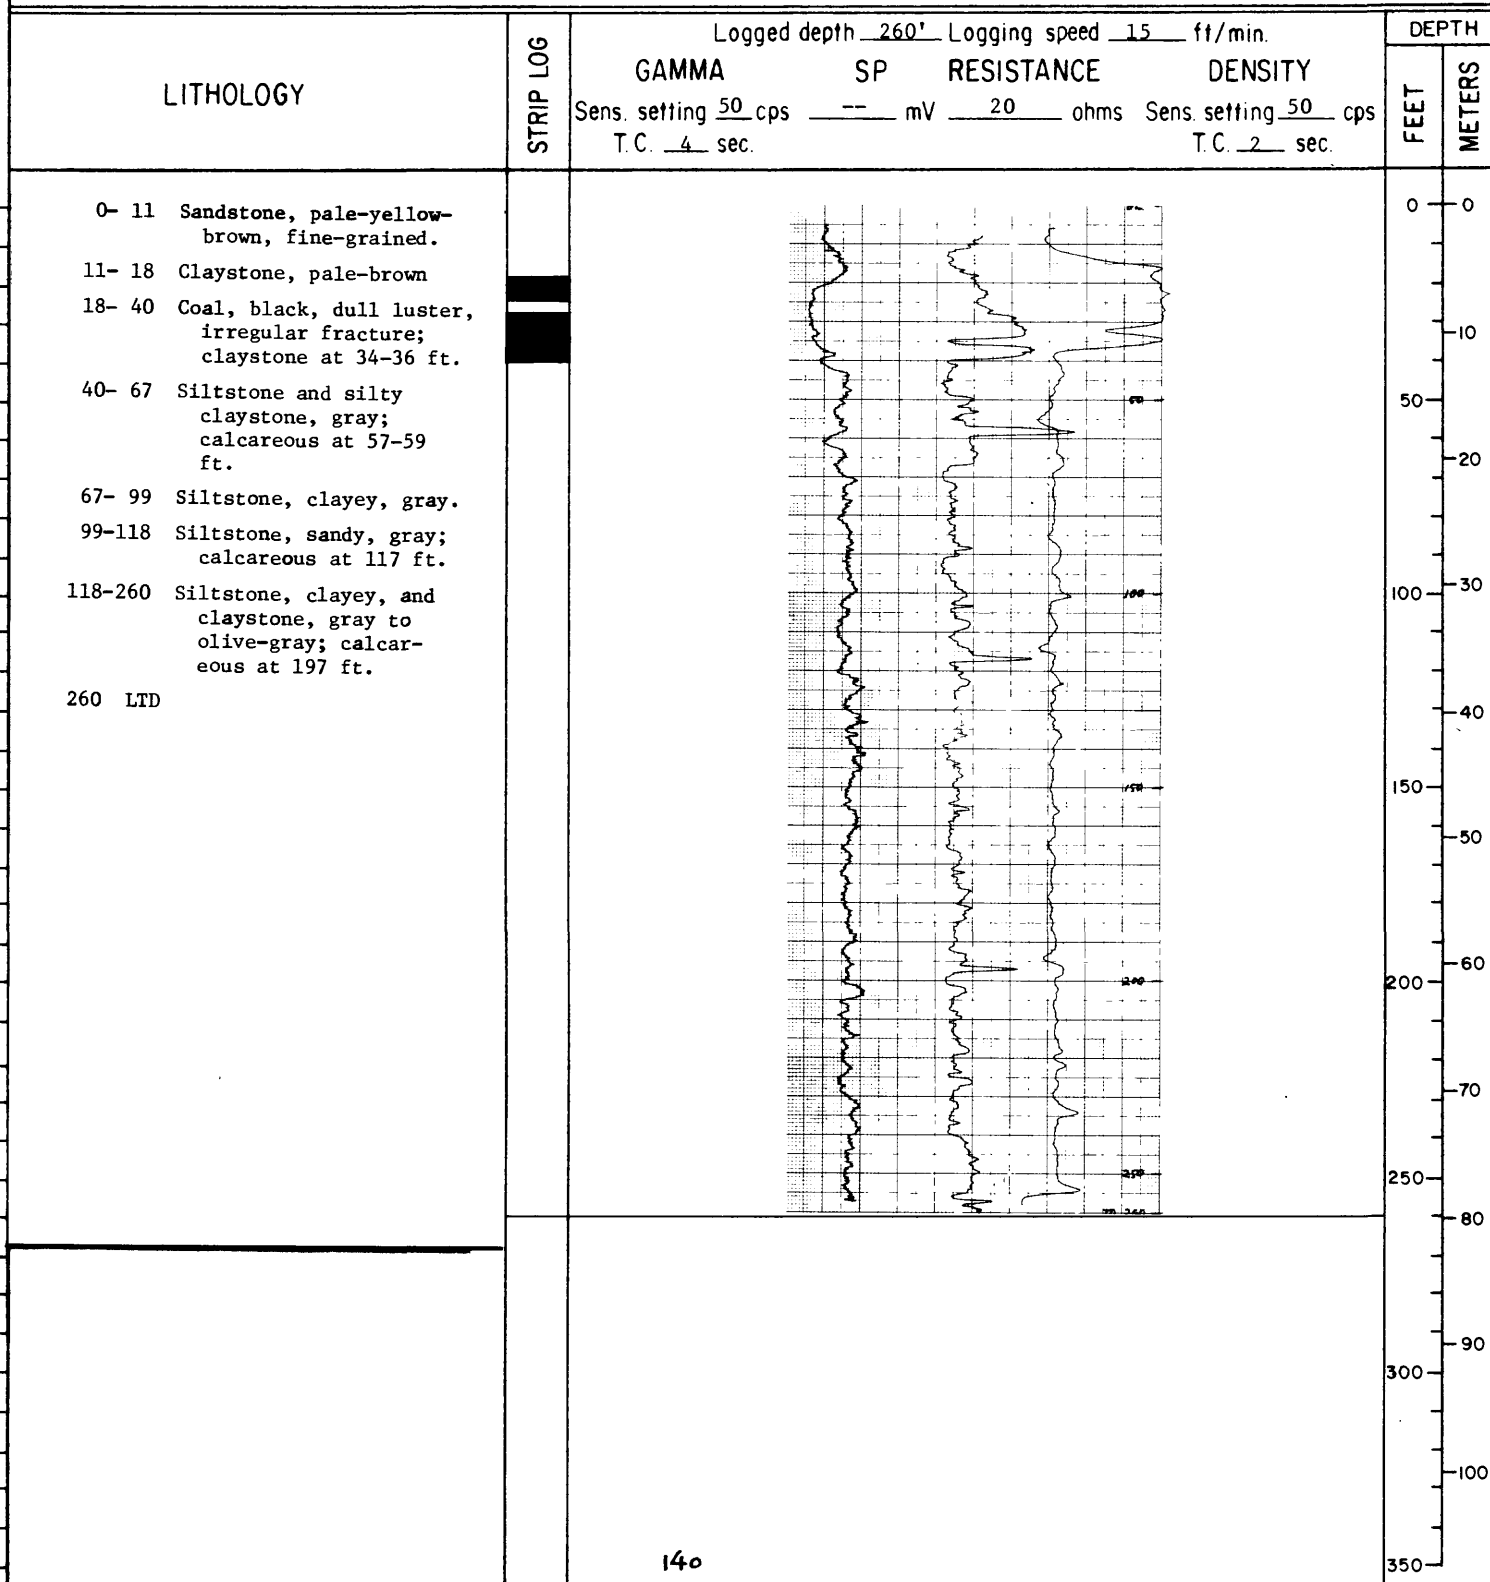 Logged depth 260' Logging speed 15 ft/min.
DEPTH
LITHOLOGY
STRIP LOG
GAMMA SP RESISTANCE DENSITY
Sens. setting 50 cps -- mV 20 ohms Sens. setting 50 cps
T.C. 4 sec. T.C. 2 sec.
FEET
METERS
0- 11 Sandstone, pale-yellow-
brown, fine-grained.
11- 18 Claystone, pale-brown
18- 40 Coal, black, dull luster,
irregular fracture;
claystone at 34-36 ft.
40- 67 Siltstone and silty
claystone, gray;
calcareous at 57-59
ft.
67- 99 Siltstone, clayey, gray.
99-118 Siltstone, sandy, gray;
calcareous at 117 ft.
118-260 Siltstone, clayey, and
claystone, gray to
olive-gray; calcar-
eous at 197 ft.
260 LTD
50
100
150
200
250
0
50
100
150
200
250
300
350
0
10
20
30
40
50
60
70
80
90
100
140